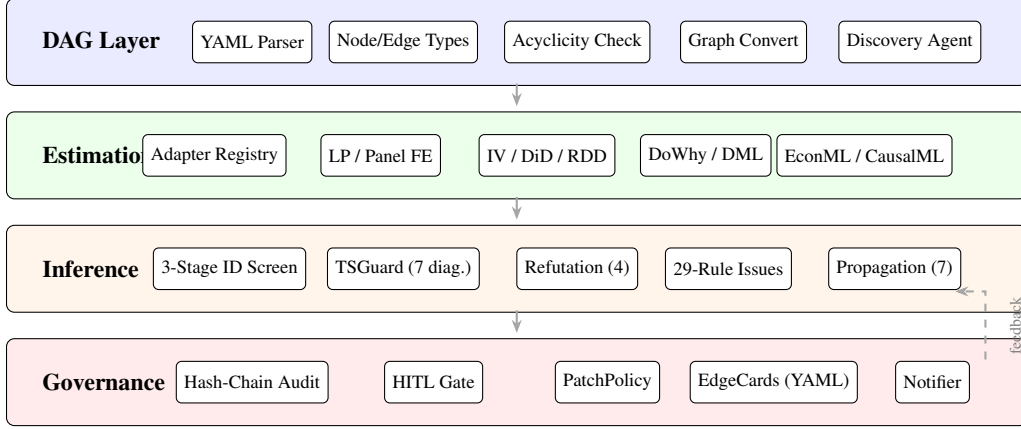 DAG Layer YAML Parser Node/Edge Types Acyclicity Check Graph Convert Discovery Agent
Estimatio Adapter Registry LP / Panel FE IV / DiD / RDD DoWhy / DML EconML / CausalML
Inference 3-Stage ID Screen TSGuard (7 diag.) Refutation (4) 29-Rule Issues Propagation (7)
feedback
Governance Hash-Chain Audit HITL Gate PatchPolicy EdgeCards (YAML) Notifier